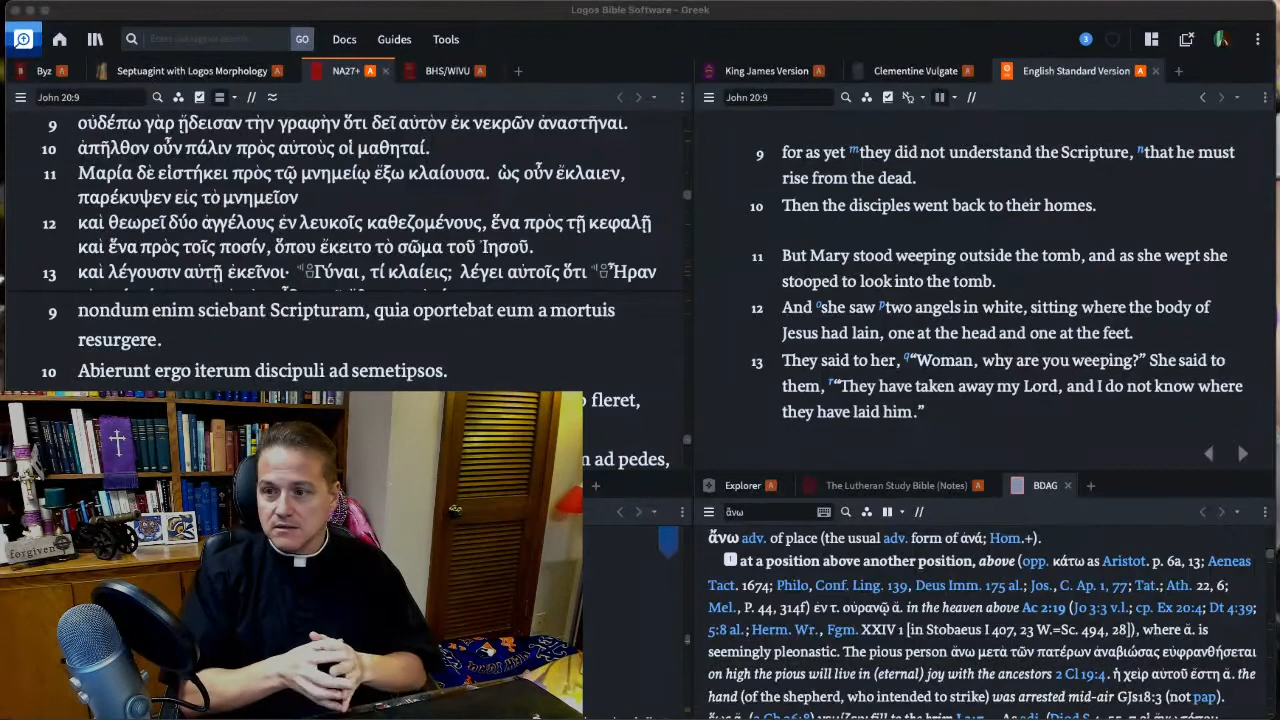 Logos Bible Software - Greek
GO
Docs
Guides
Tools
3
Byz A
Septuagint with Logos Morphology A
NA27+ A
BHS/WIVU A
King James Version A
Clementine Vulgate A
English Standard Version A
John 20:9
John 20:9
9 οὐδέπω γὰρ ᾔδεισαν τὴν γραφὴν ὅτι δεῖ αὐτὸν ἐκ νεκρῶν ἀναστῆναι.
10 ἀπῆλθον οὖν πάλιν πρὸς αὐτοὺς οἱ μαθηταί.
11 Μαρία δὲ εἱστήκει πρὸς τῷ μνημείῳ ἔξω κλαίουσα. ὡς οὖν ἔκλαιεν,
παρέκυψεν εἰς τὸ μνημεῖον
12 καὶ θεωρεῖ δύο ἀγγέλους ἐν λευκοῖς καθεζομένους, ἕνα πρὸς τῇ κεφαλῇ
καὶ ἕνα πρὸς τοῖς ποσίν, ὅπου ἔκειτο τὸ σῶμα τοῦ Ἰησοῦ.
13 καὶ λέγουσιν αὐτῇ ἐκεῖνοι· Γύναι, τί κλαίεις; λέγει αὐτοῖς ὅτι Ἦραν
9 nondum enim sciebant Scripturam, quia oportebat eum a mortuis
resurgere.
10 Abierunt ergo iterum discipuli ad semetipsos.
fleret,
ad pedes,
9 for as yet m they did not understand the Scripture, n that he must
rise from the dead.
10 Then the disciples went back to their homes.
11 But Mary stood weeping outside the tomb, and as she wept she
stooped to look into the tomb.
12 And o she saw p two angels in white, sitting where the body of
Jesus had lain, one at the head and one at the feet.
13 They said to her, q “Woman, why are you weeping?” She said to
them, r “They have taken away my Lord, and I do not know where
they have laid him.”
Explorer A
The Lutheran Study Bible (Notes) A
BDAG
ἄνω
ἄνω adv. of place (the usual adv. form of ἀνά; Hom.+).
1 at a position above another position, above (opp. κάτω as Aristot. p. 6a, 13; Aeneas
Tact. 1674; Philo, Conf. Ling. 139, Deus Imm. 175 al.; Jos., C. Ap. 1, 77; Tat.; Ath. 22, 6;
Mel., P. 44, 314f) ἐν τ. οὐρανῷ ἄ. in the heaven above Ac 2:19 (Jo 3:3 v.l.; cp. Ex 20:4; Dt 4:39;
5:8 al.; Herm. Wr., Fgm. XXIV 1 [in Stobaeus I 407, 23 W.=Sc. 494, 28]), where ἄ. is
seemingly pleonastic. The pious person ἄνω μετὰ τῶν πατέρων ἀναβιώσας εὐφρανθήσεται
on high the pious will live in (eternal) joy with the ancestors 2 Cl 19:4. ἡ χεὶρ αὐτοῦ ἔστη ἄ. the
hand (of the shepherd, who intended to strike) was arrested mid-air GJs18:3 (not pap).
forgiven